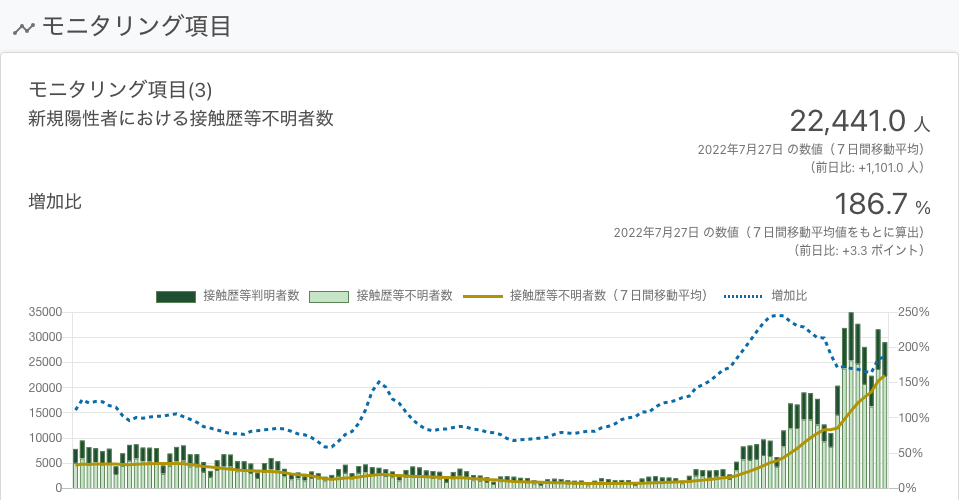 モニタリング項目
モニタリング項目(3)
新規陽性者における接触歴等不明者数
22,441.0 人
2022年7月27日 の数値（７日間移動平均）
（前日比: +1,101.0 人）
増加比
186.7 %
2022年7月27日 の数値（７日間移動平均値をもとに算出）
（前日比: +3.3 ポイント）
接触歴等判明者数 接触歴等不明者数 接触歴等不明者数（７日間移動平均） 増加比
35000 250%
30000
25000 200%
20000 150%
15000
10000 100%
5000 50%
0 0%